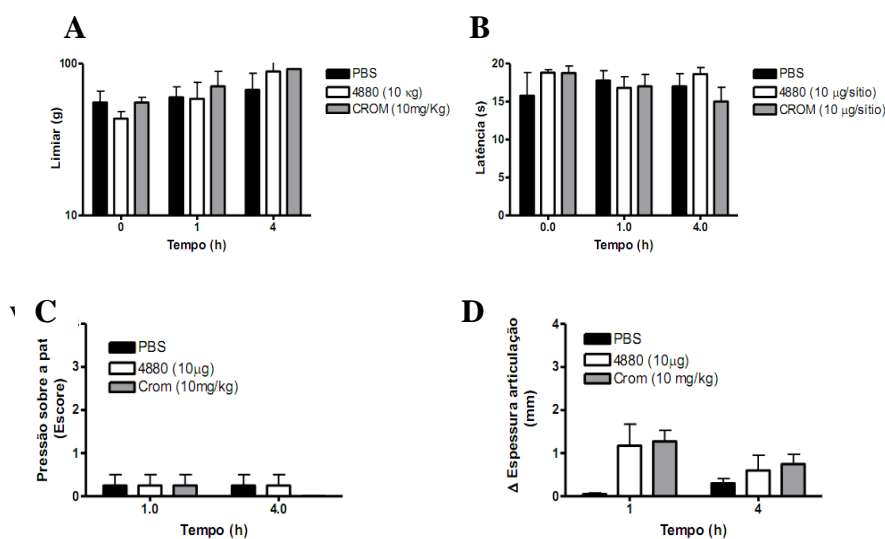 A
100
10
Limiar (g)
0
1
4
Tempo (h)
PBS
4880 (10 κg)
CROM (10mg/Kg)
B
20
15
10
5
0
Latência (s)
0.0
1.0
4.0
Tempo (h)
PBS
4880 (10 μg/sítio)
CROM (10 μg/sítio)
C
4
3
2
1
0
Pressão sobre a pat
(Escore)
1.0
4.0
Tempo (h)
PBS
4880 (10μg)
Crom (10mg/kg)
D
4
3
2
1
0
Δ Espessura articulação
(mm)
1
4
Tempo (h)
PBS
4880 (10μg)
Crom (10 mg/kg)